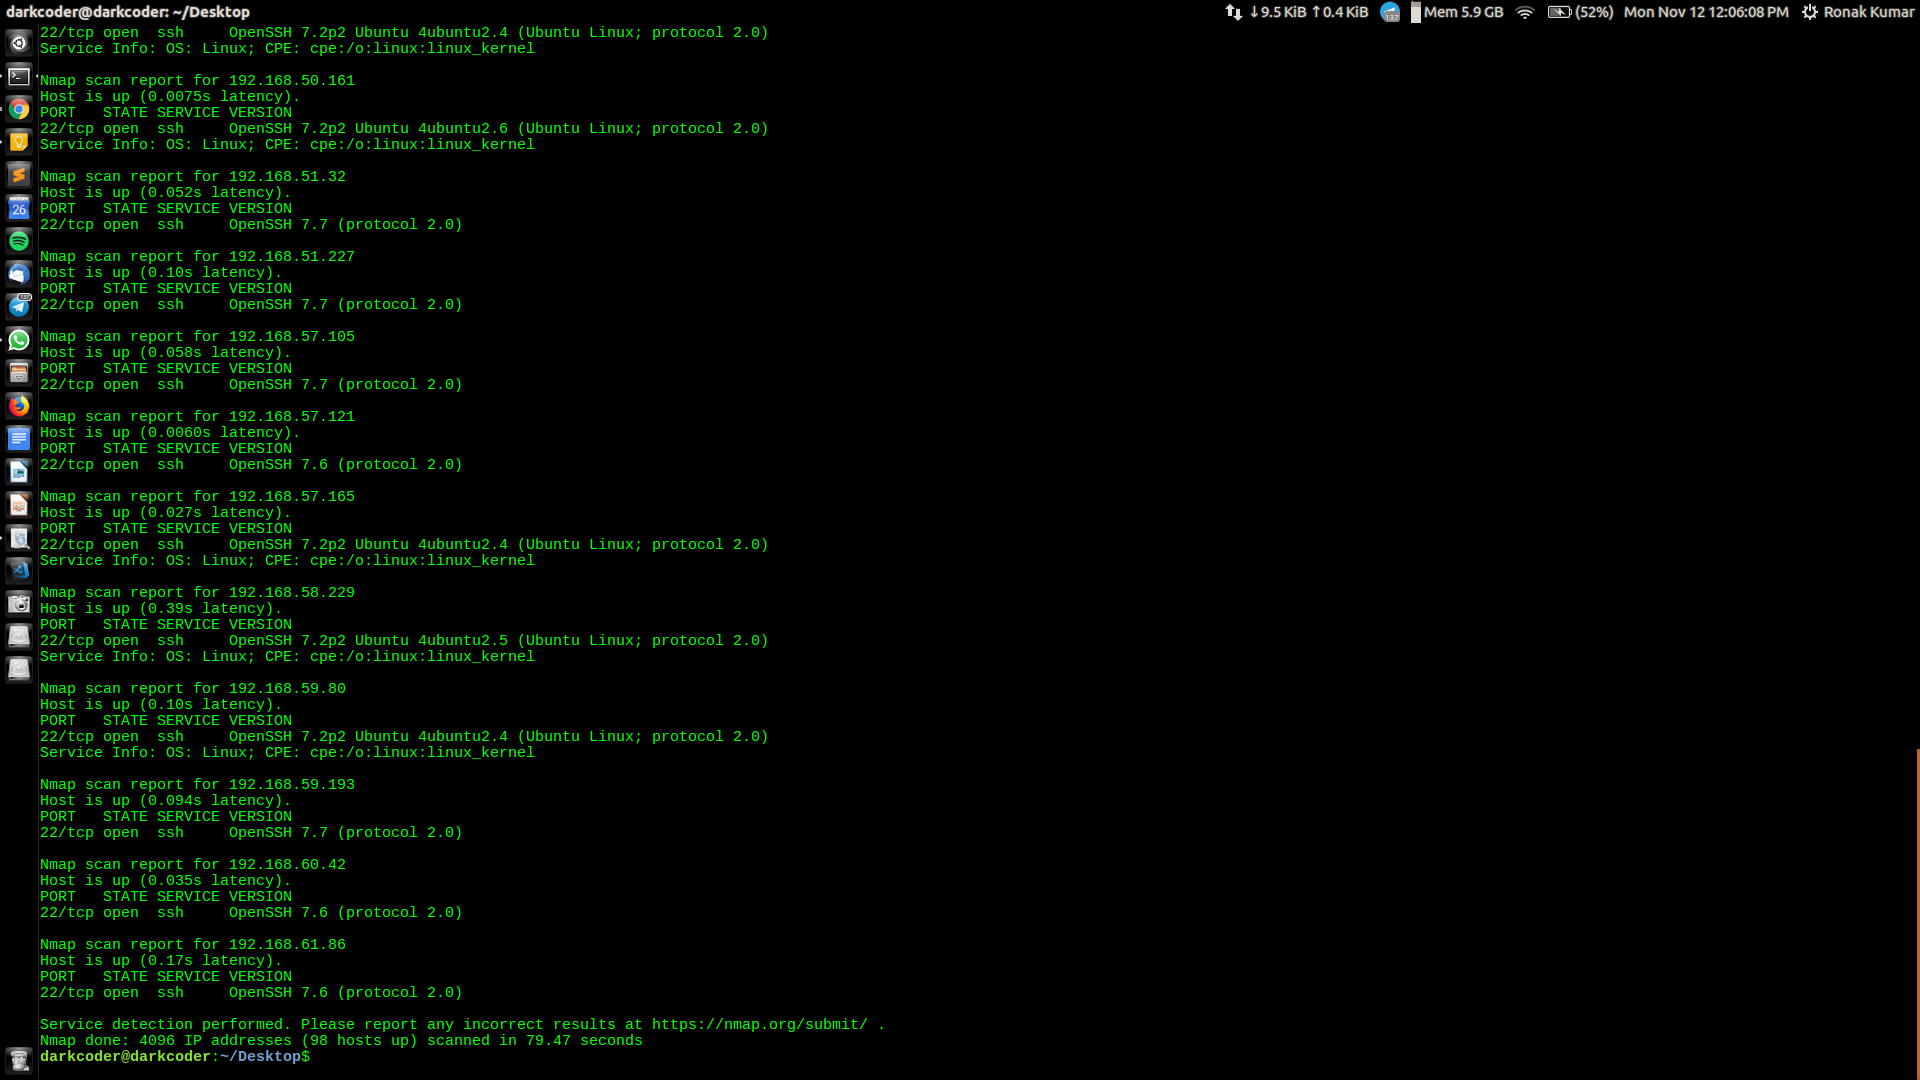 darkcoder@darkcoder: ~/Desktop
↓9.5 KiB ↑0.4 KiB 137 Mem 5.9 GB (52%) Mon Nov 12 12:06:08 PM Ronak Kumar
22/tcp open  ssh     OpenSSH 7.2p2 Ubuntu 4ubuntu2.4 (Ubuntu Linux; protocol 2.0)
Service Info: OS: Linux; CPE: cpe:/o:linux:linux_kernel
Nmap scan report for 192.168.50.161
Host is up (0.0075s latency).
PORT   STATE SERVICE VERSION
22/tcp open  ssh     OpenSSH 7.2p2 Ubuntu 4ubuntu2.6 (Ubuntu Linux; protocol 2.0)
Service Info: OS: Linux; CPE: cpe:/o:linux:linux_kernel
Nmap scan report for 192.168.51.32
Host is up (0.052s latency).
PORT   STATE SERVICE VERSION
22/tcp open  ssh     OpenSSH 7.7 (protocol 2.0)
Nmap scan report for 192.168.51.227
Host is up (0.10s latency).
PORT   STATE SERVICE VERSION
22/tcp open  ssh     OpenSSH 7.7 (protocol 2.0)
Nmap scan report for 192.168.57.105
Host is up (0.058s latency).
PORT   STATE SERVICE VERSION
22/tcp open  ssh     OpenSSH 7.7 (protocol 2.0)
Nmap scan report for 192.168.57.121
Host is up (0.0060s latency).
PORT   STATE SERVICE VERSION
22/tcp open  ssh     OpenSSH 7.6 (protocol 2.0)
Nmap scan report for 192.168.57.165
Host is up (0.027s latency).
PORT   STATE SERVICE VERSION
22/tcp open  ssh     OpenSSH 7.2p2 Ubuntu 4ubuntu2.4 (Ubuntu Linux; protocol 2.0)
Service Info: OS: Linux; CPE: cpe:/o:linux:linux_kernel
Nmap scan report for 192.168.58.229
Host is up (0.39s latency).
PORT   STATE SERVICE VERSION
22/tcp open  ssh     OpenSSH 7.2p2 Ubuntu 4ubuntu2.5 (Ubuntu Linux; protocol 2.0)
Service Info: OS: Linux; CPE: cpe:/o:linux:linux_kernel
Nmap scan report for 192.168.59.80
Host is up (0.10s latency).
PORT   STATE SERVICE VERSION
22/tcp open  ssh     OpenSSH 7.2p2 Ubuntu 4ubuntu2.4 (Ubuntu Linux; protocol 2.0)
Service Info: OS: Linux; CPE: cpe:/o:linux:linux_kernel
Nmap scan report for 192.168.59.193
Host is up (0.094s latency).
PORT   STATE SERVICE VERSION
22/tcp open  ssh     OpenSSH 7.7 (protocol 2.0)
Nmap scan report for 192.168.60.42
Host is up (0.035s latency).
PORT   STATE SERVICE VERSION
22/tcp open  ssh     OpenSSH 7.6 (protocol 2.0)
Nmap scan report for 192.168.61.86
Host is up (0.17s latency).
PORT   STATE SERVICE VERSION
22/tcp open  ssh     OpenSSH 7.6 (protocol 2.0)
Service detection performed. Please report any incorrect results at https://nmap.org/submit/ .
Nmap done: 4096 IP addresses (98 hosts up) scanned in 79.47 seconds
darkcoder@darkcoder:~/Desktop$
26
137